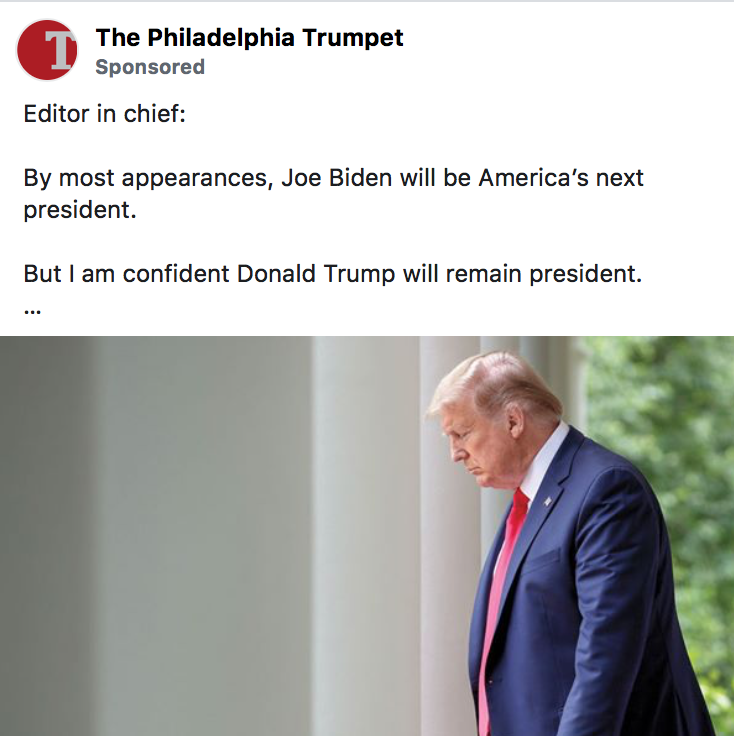 T
The Philadelphia Trumpet
Sponsored
Editor in chief:
By most appearances, Joe Biden will be America’s next
president.
But I am confident Donald Trump will remain president.
...